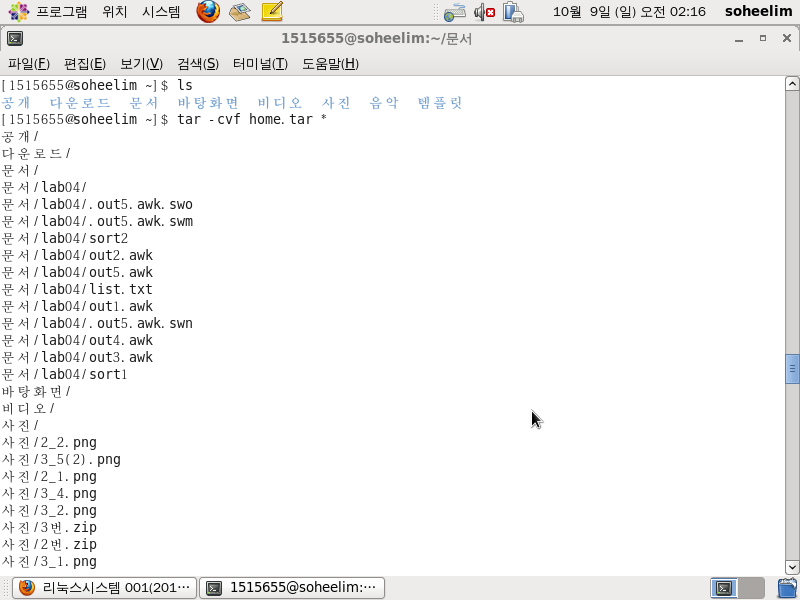 프로그램 위치 시스템 10월 9일 (일) 오전 02:16 soheelim
1515655@soheelim:~/문서
파일(F) 편집(E) 보기(V) 검색(S) 터미널(T) 도움말(H)
[1515655@soheelim ~]$ ls
공개 다운로드 문서 바탕화면 비디오 사진 음악 템플릿
[1515655@soheelim ~]$ tar -cvf home.tar *
공개/
다운로드/
문서/
문서/lab04/
문서/lab04/.out5.awk.swo
문서/lab04/.out5.awk.swm
문서/lab04/sort2
문서/lab04/out2.awk
문서/lab04/out5.awk
문서/lab04/list.txt
문서/lab04/out1.awk
문서/lab04/.out5.awk.swn
문서/lab04/out4.awk
문서/lab04/out3.awk
문서/lab04/sort1
바탕화면/
비디오/
사진/
사진/2_2.png
사진/3_5(2).png
사진/2_1.png
사진/3_4.png
사진/3_2.png
사진/3번.zip
사진/2번.zip
사진/3_1.png
리눅스시스템 001(201… 1515655@soheelim:…